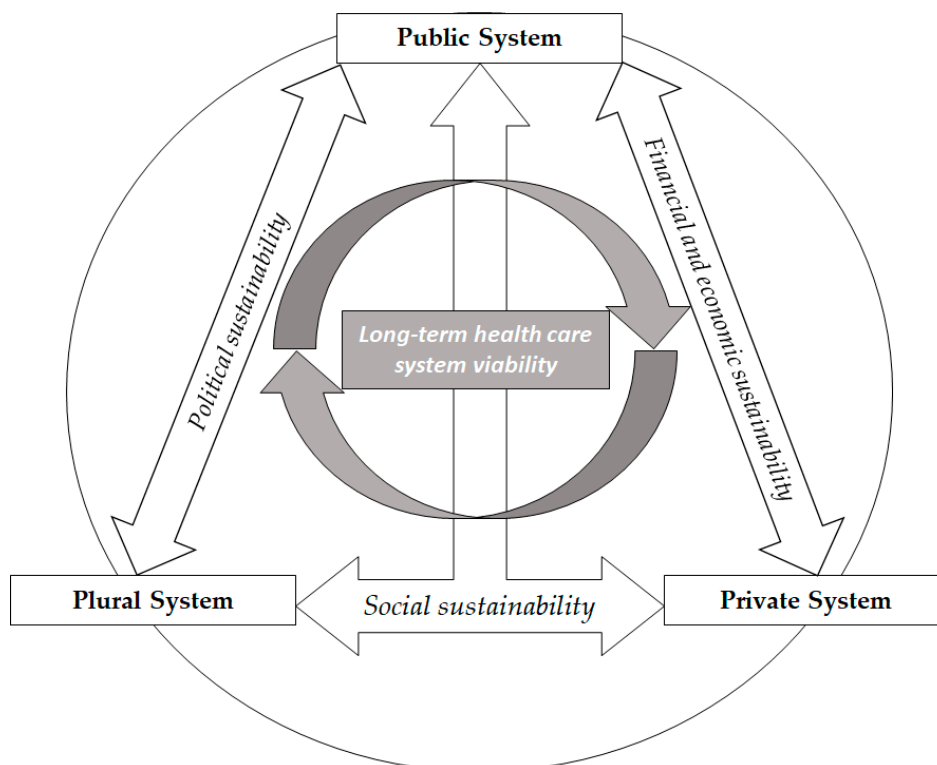 Public System
Political sustainability
Financial and economic sustainability
Long-term health care
system viability
Plural System
Social sustainability
Private System